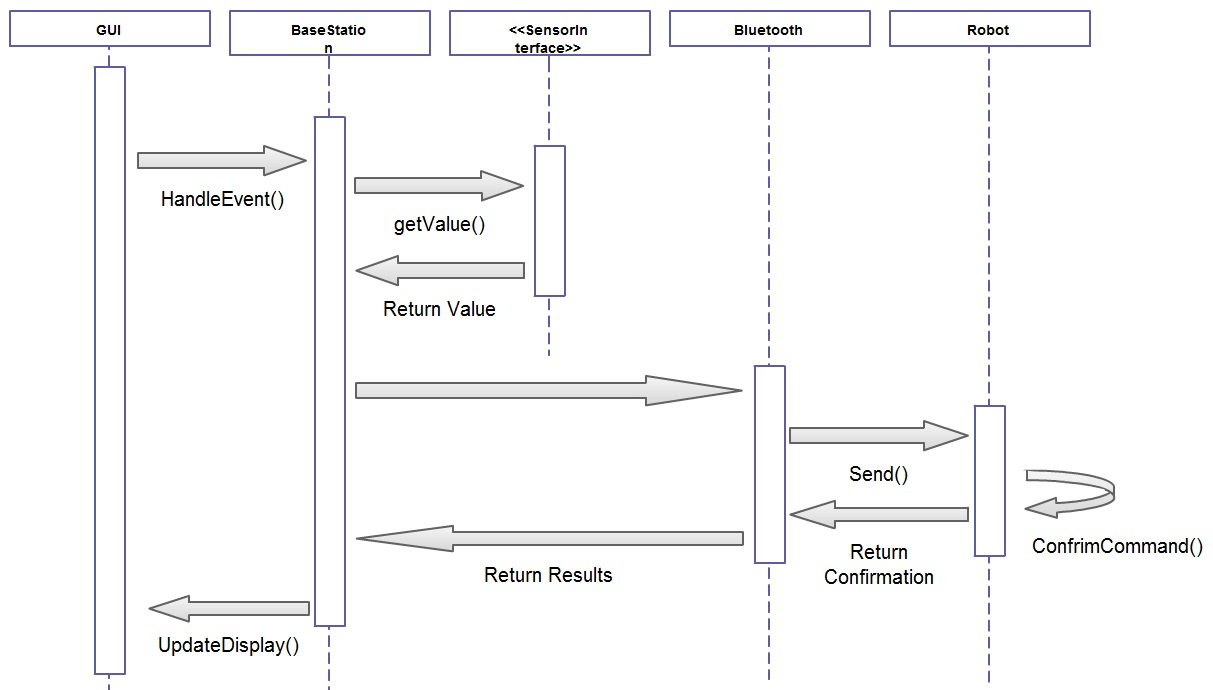 GUI
BaseStatio
n
<<SensorIn
terface>>
Bluetooth
Robot
HandleEvent()
getValue()
Return Value
Send()
Return
Confirmation
ConfrimCommand()
Return Results
UpdateDisplay()